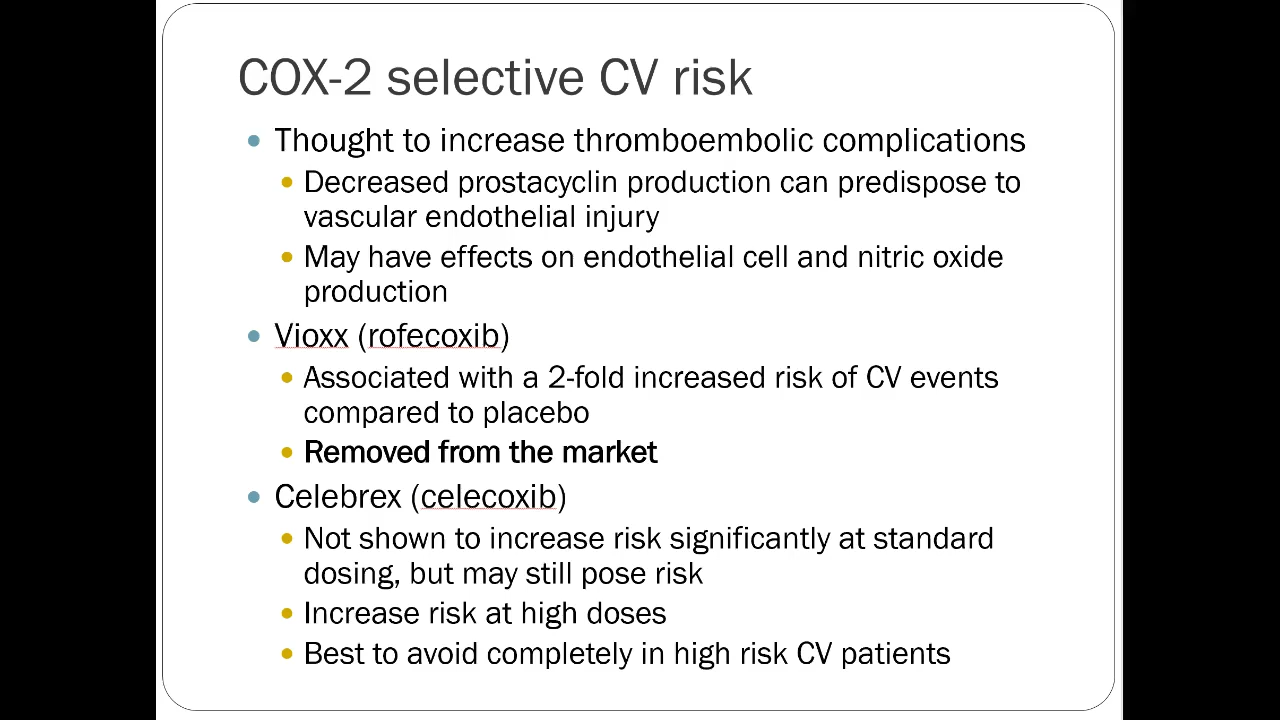 COX-2 selective CV risk
• Thought to increase thromboembolic complications
• Decreased prostacyclin production can predispose to
vascular endothelial injury
• May have effects on endothelial cell and nitric oxide
production
• Vioxx (rofecoxib)
• Associated with a 2-fold increased risk of CV events
compared to placebo
• Removed from the market
• Celebrex (celecoxib)
• Not shown to increase risk significantly at standard
dosing, but may still pose risk
• Increase risk at high doses
• Best to avoid completely in high risk CV patients